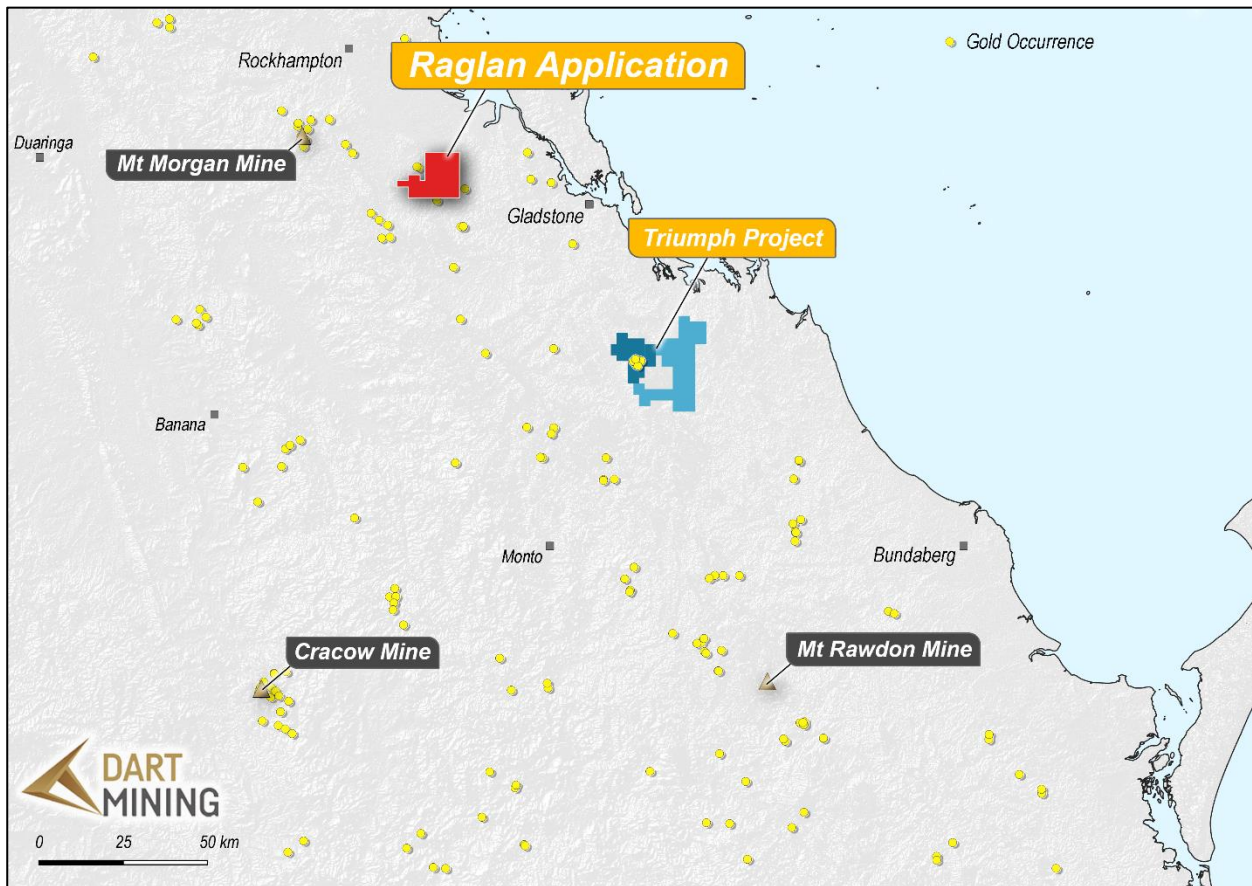 Rockhampton
Raglan Application
Gold Occurrence
Duaringa
Mt Morgan Mine
Gladstone
Triumph Project
Banana
Monto
Bundaberg
Cracow Mine
Mt Rawdon Mine
DART
MINING
0 25 50 km